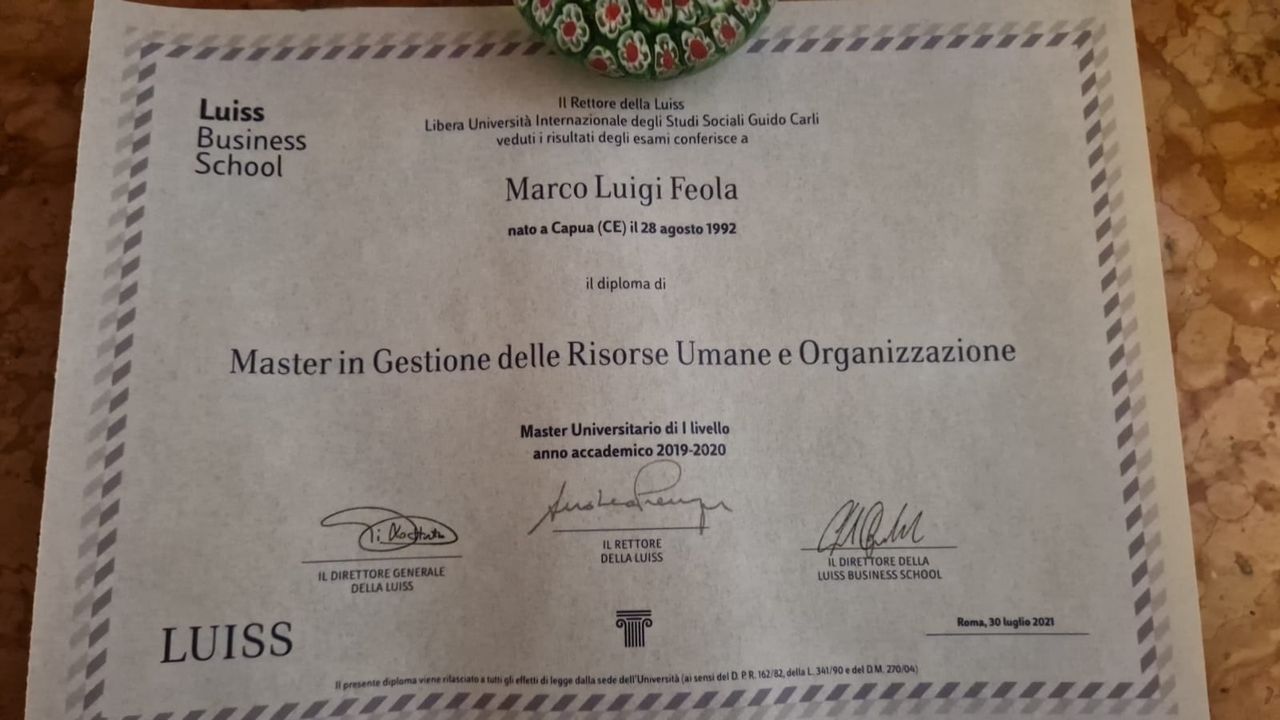 Luiss
Business
School
Il Rettore della Luiss
Libera Università Internazionale degli Studi Sociali Guido Carli
veduti i risultati degli esami conferisce a
Marco Luigi Feola
nato a Capua (CE) il 28 agosto 1992
il diploma di
Master in Gestione delle Risorse Umane e Organizzazione
Master Universitario di I livello
anno accademico 2019-2020
IL DIRETTORE GENERALE
DELLA LUISS
IL RETTORE
DELLA LUISS
IL DIRETTORE DELLA
LUISS BUSINESS SCHOOL
LUISS
Roma, 30 luglio 2021
Il presente diploma viene rilasciato a tutti gli effetti di legge dalla sede dell'Università (ai sensi del D. P. R. 162/82, della L. 341/90 e del D.M. 270/04)